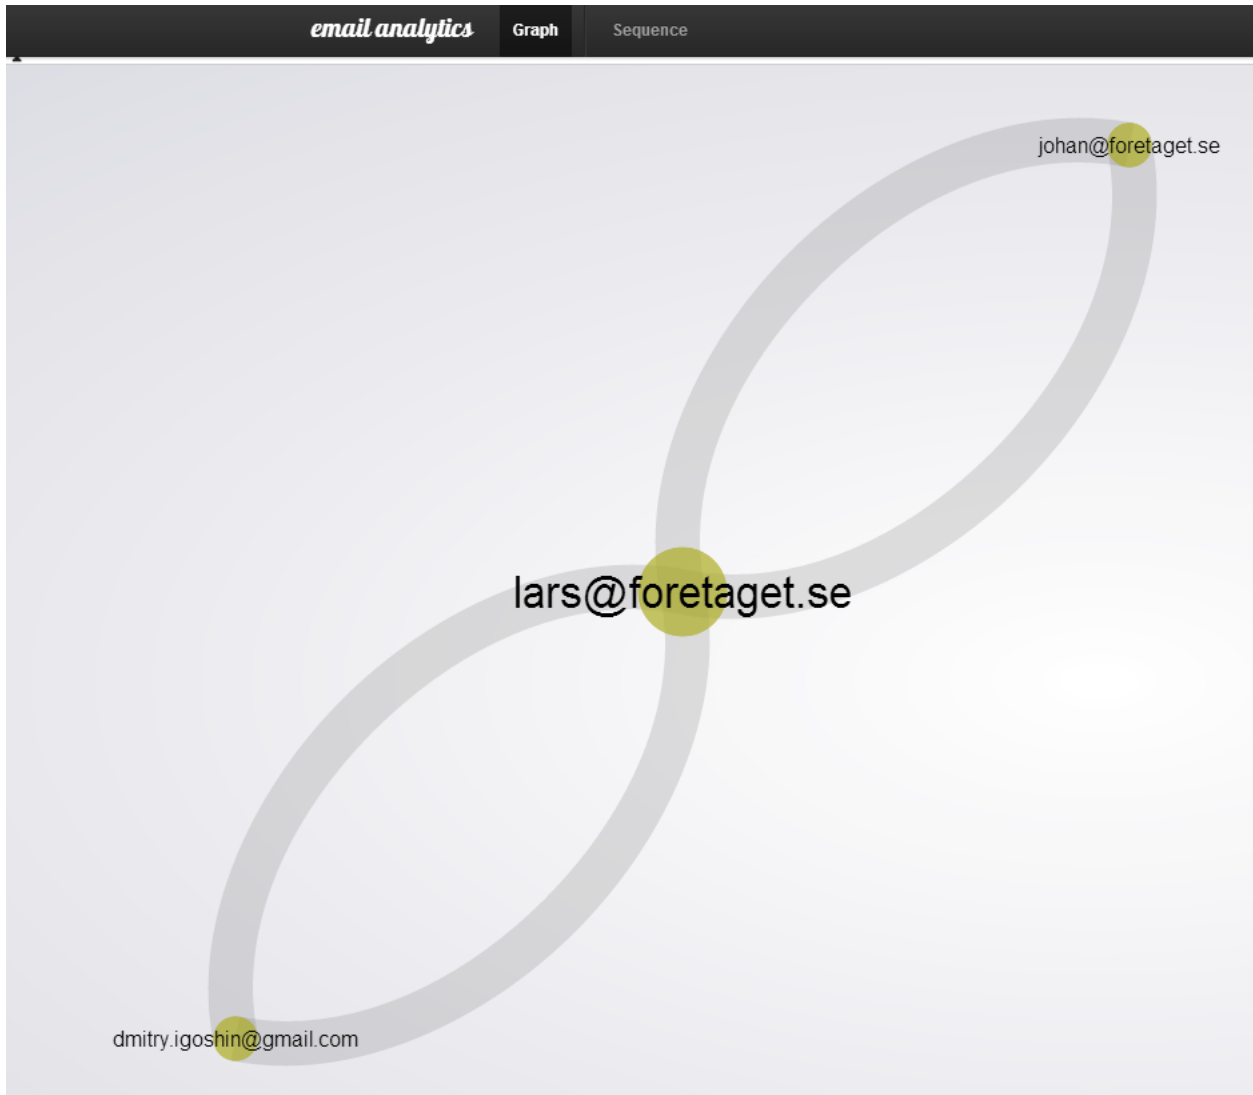 email analytics Graph Sequence
johan@foretaget.se
lars@foretaget.se
dmitry.igoshin@gmail.com